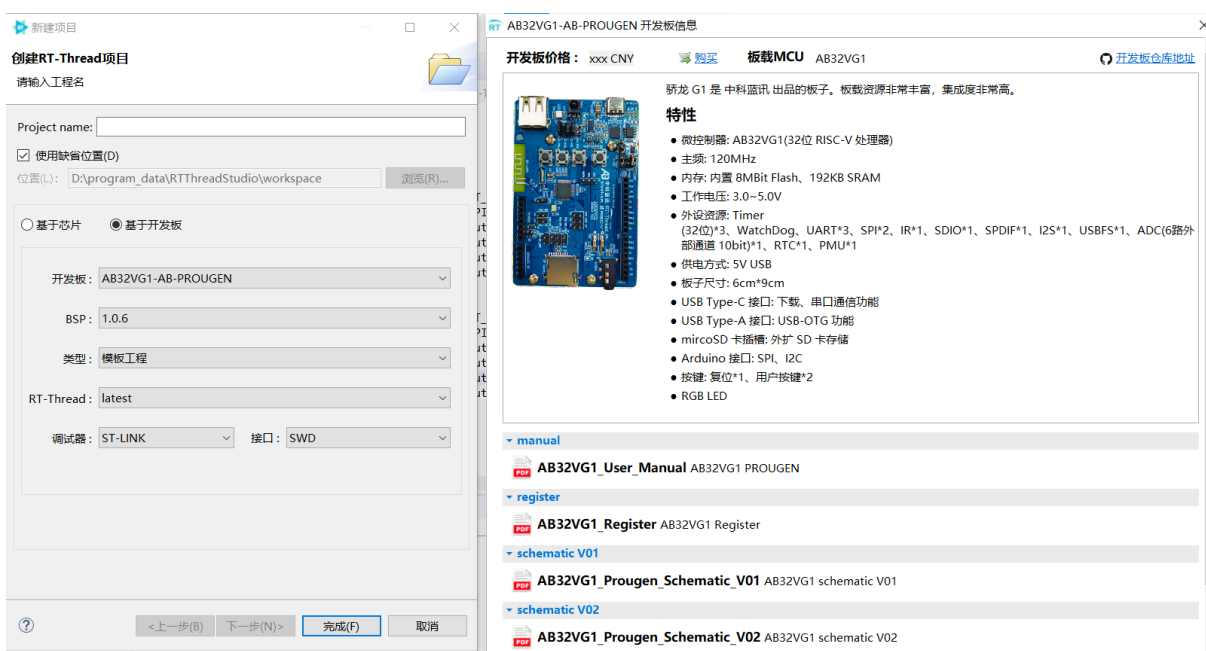 新建项目
创建RT-Thread项目
请输入工程名
Project name:
使用缺省位置(D)
位置(L): D:\program_data\RTThreadStudio\workspace 浏览(R)...
基于芯片 基于开发板
开发板: AB32VG1-AB-PROUGEN
BSP: 1.0.6
类型: 模板工程
RT-Thread: latest
调试器: ST-LINK 接口: SWD
<上一步(B) 下一步(N)> 完成(F) 取消
RT AB32VG1-AB-PROUGEN 开发板信息
开发板价格: xxx CNY 购买 板载MCU AB32VG1 开发板仓库地址
骄龙 G1 是 中科蓝讯 出品的板子。板载资源非常丰富，集成度非常高。
特性
● 微控制器: AB32VG1(32位 RISC-V 处理器)
● 主频: 120MHz
● 内存: 内置 8MBit Flash、192KB SRAM
● 工作电压: 3.0~5.0V
● 外设资源: Timer
(32位)*3、WatchDog、UART*3、SPI*2、IR*1、SDIO*1、SPDIF*1、I2S*1、USBFS*1、ADC(6路外
部通道 10bit)*1、RTC*1、PMU*1
● 供电方式: 5V USB
● 板子尺寸: 6cm*9cm
● USB Type-C 接口: 下载、串口通信功能
● USB Type-A 接口: USB-OTG 功能
● mircoSD 卡插槽: 外扩 SD 卡存储
● Arduino 接口: SPI、I2C
● 按键: 复位*1、用户按键*2
● RGB LED
manual
PDF AB32VG1_User_Manual AB32VG1 PROUGEN
register
PDF AB32VG1_Register AB32VG1 Register
schematic V01
PDF AB32VG1_Prougen_Schematic_V01 AB32VG1 schematic V01
schematic V02
PDF AB32VG1_Prougen_Schematic_V02 AB32VG1 schematic V02